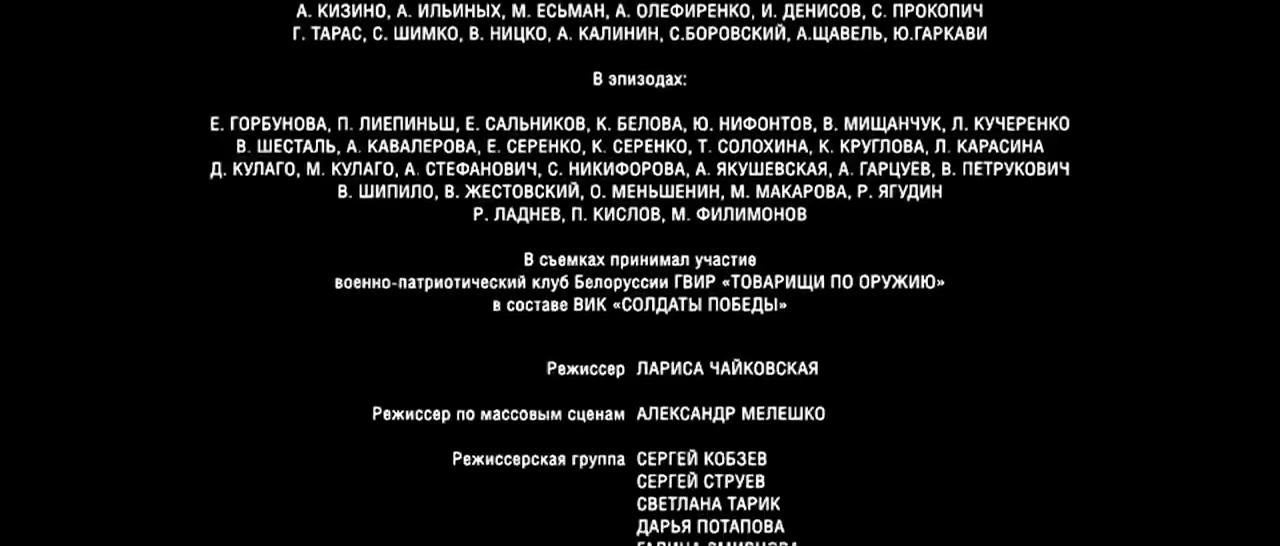 А. КИЗИНО, А. ИЛЬИНЫХ, М. ЕСЬМАН, А. ОЛЕФИРЕНКО, И. ДЕНИСОВ, С. ПРОКОПИЧ
Г. ТАРАС, С. ШИМКО, В. НИЦКО, А. КАЛИНИН, С.БОРОВСКИЙ, А.ЩАВЕЛЬ, Ю.ГАРКАВИ
В эпизодах:
Е. ГОРБУНОВА, П. ЛИЕПИНЬШ, Е. САЛЬНИКОВ, К. БЕЛОВА, Ю. НИФОНТОВ, В. МИЩАНЧУК, Л. КУЧЕРЕНКО
В. ШЕСТАЛЬ, А. КАВАЛЕРОВА, Е. СЕРЕНКО, К. СЕРЕНКО, Т. СОЛОХИНА, К. КРУГЛОВА, Л. КАРАСИНА
Д. КУЛАГО, М. КУЛАГО, А. СТЕФАНОВИЧ, С. НИКИФОРОВА, А. ЯКУШЕВСКАЯ, А. ГАРЦУЕВ, В. ПЕТРУКОВИЧ
В. ШИПИЛО, В. ЖЕСТОВСКИЙ, О. МЕНЬШЕНИН, М. МАКАРОВА, Р. ЯГУДИН
Р. ЛАДНЕВ, П. КИСЛОВ, М. ФИЛИМОНОВ
В съемках принимал участие
военно-патриотический клуб Белоруссии ГВИР «ТОВАРИЩИ ПО ОРУЖИЮ»
в составе ВИК «СОЛДАТЫ ПОБЕДЫ»
Режиссер ЛАРИСА ЧАЙКОВСКАЯ
Режиссер по массовым сценам АЛЕКСАНДР МЕЛЕШКО
Режиссерская группа СЕРГЕЙ КОБЗЕВ
СЕРГЕЙ СТРУЕВ
СВЕТЛАНА ТАРИК
ДАРЬЯ ПОТАПОВА